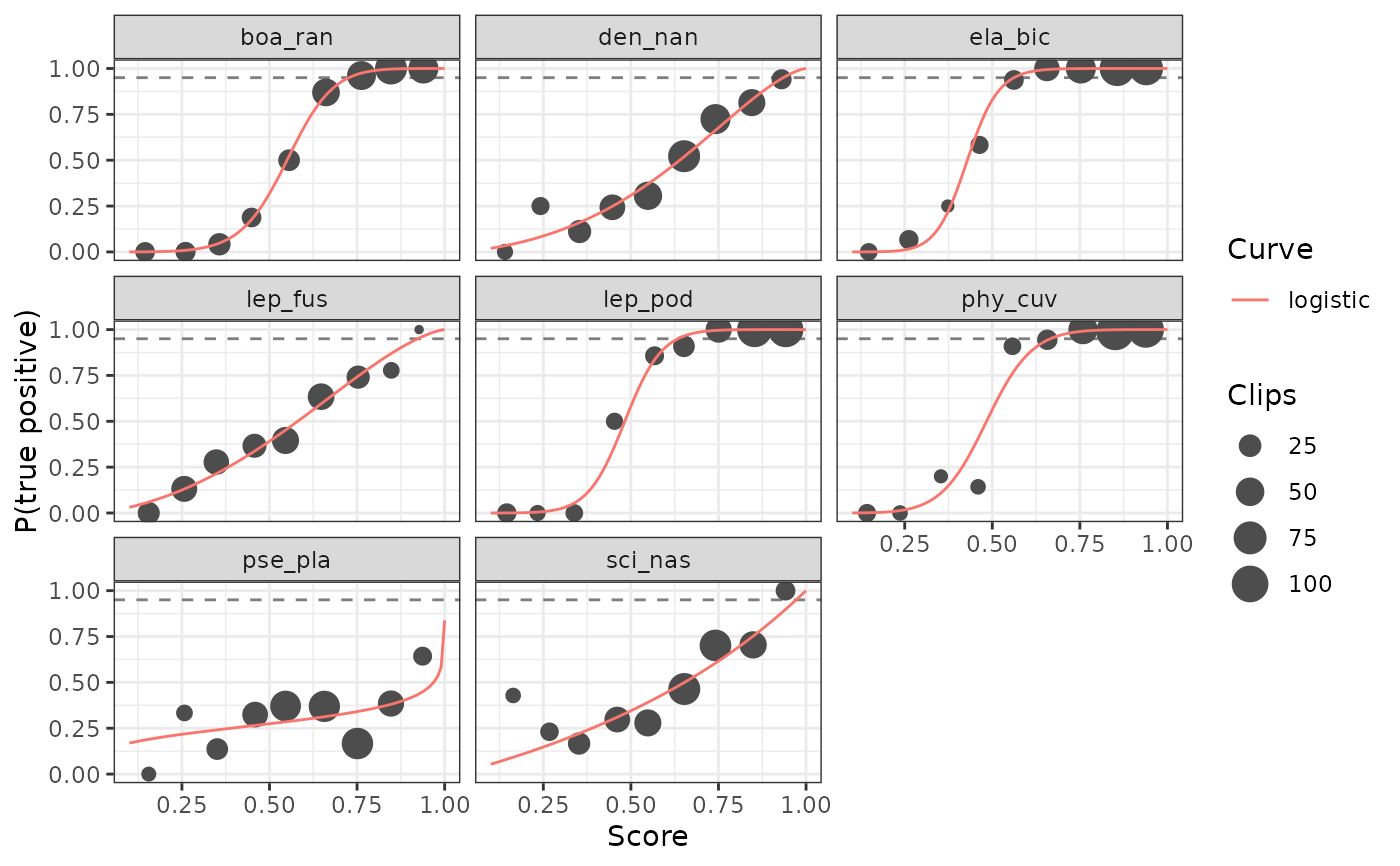 boa_ran den_nan ela_bic
1.00
0.75
0.50
0.25
0.00
lep_fus lep_pod phy_cuv
1.00
0.75
0.50
0.25
0.00
0.25 0.50 0.75 1.00
pse_pla sci_nas
1.00
0.75
0.50
0.25
0.00
0.25 0.50 0.75 1.00 0.25 0.50 0.75 1.00
Score
P(true positive)
Curve
logistic
Clips
25
50
75
100